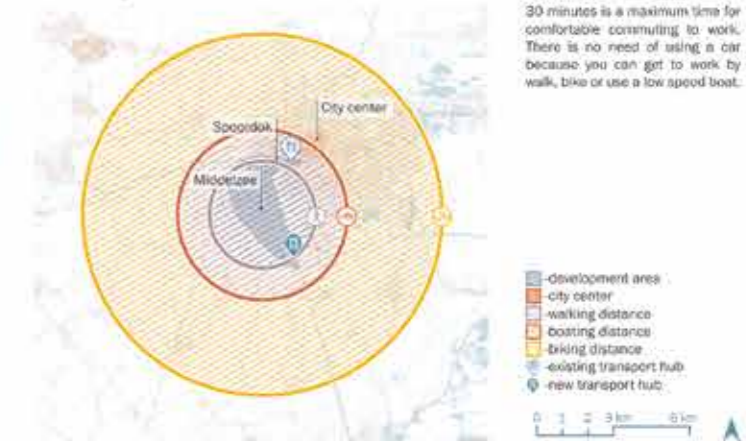 30 minutes is a maximum time for
comfortable commuting to work.
There is no need of using a car
because you can get to work by
walk, bike or use a low speed boat.
City center
Spoordok
Middelzee
-development area
-city center
-walking distance
-boating distance
-biking distance
-existing transport hub
-new transport hub
0 1 2 3 km 6 km